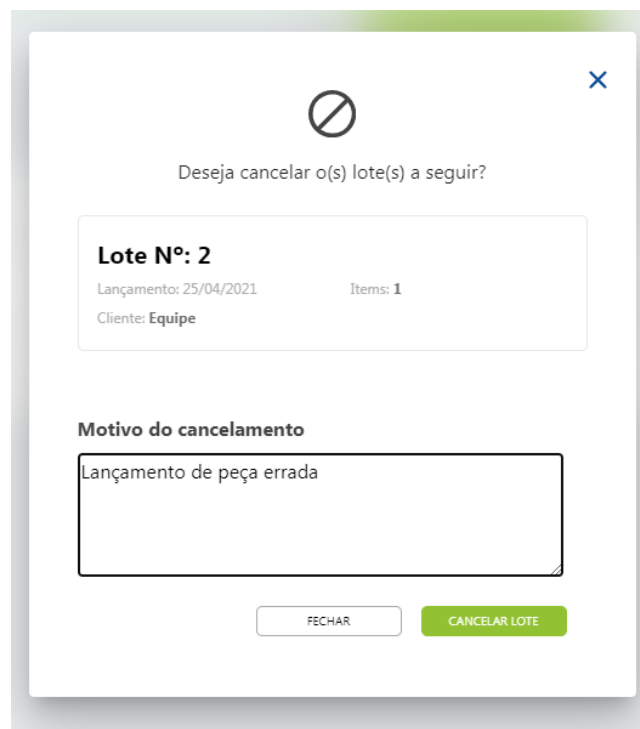 Deseja cancelar o(s) lote(s) a seguir?
Lote Nº: 2
Lançamento: 25/04/2021 Items: 1
Cliente: Equipe
Motivo do cancelamento
Lançamento de peça errada
FECHAR CANCELAR LOTE